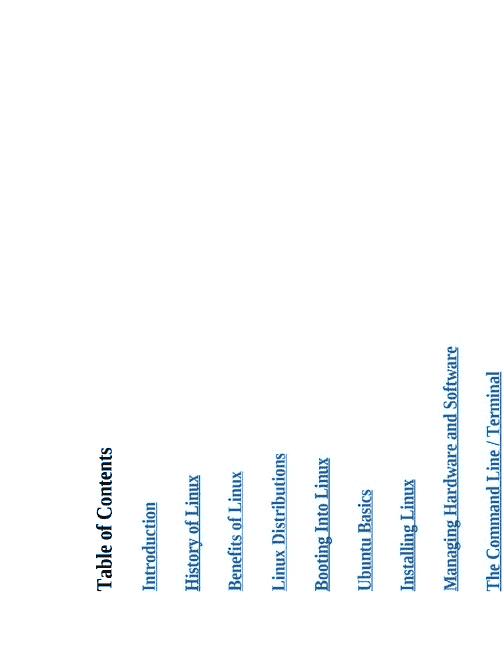 Table of Contents
Introduction
History of Linux
Benefits of Linux
Linux Distributions
Booting Into Linux
Ubuntu Basics
Installing Linux
Managing Hardware and Software
The Command Line / Terminal